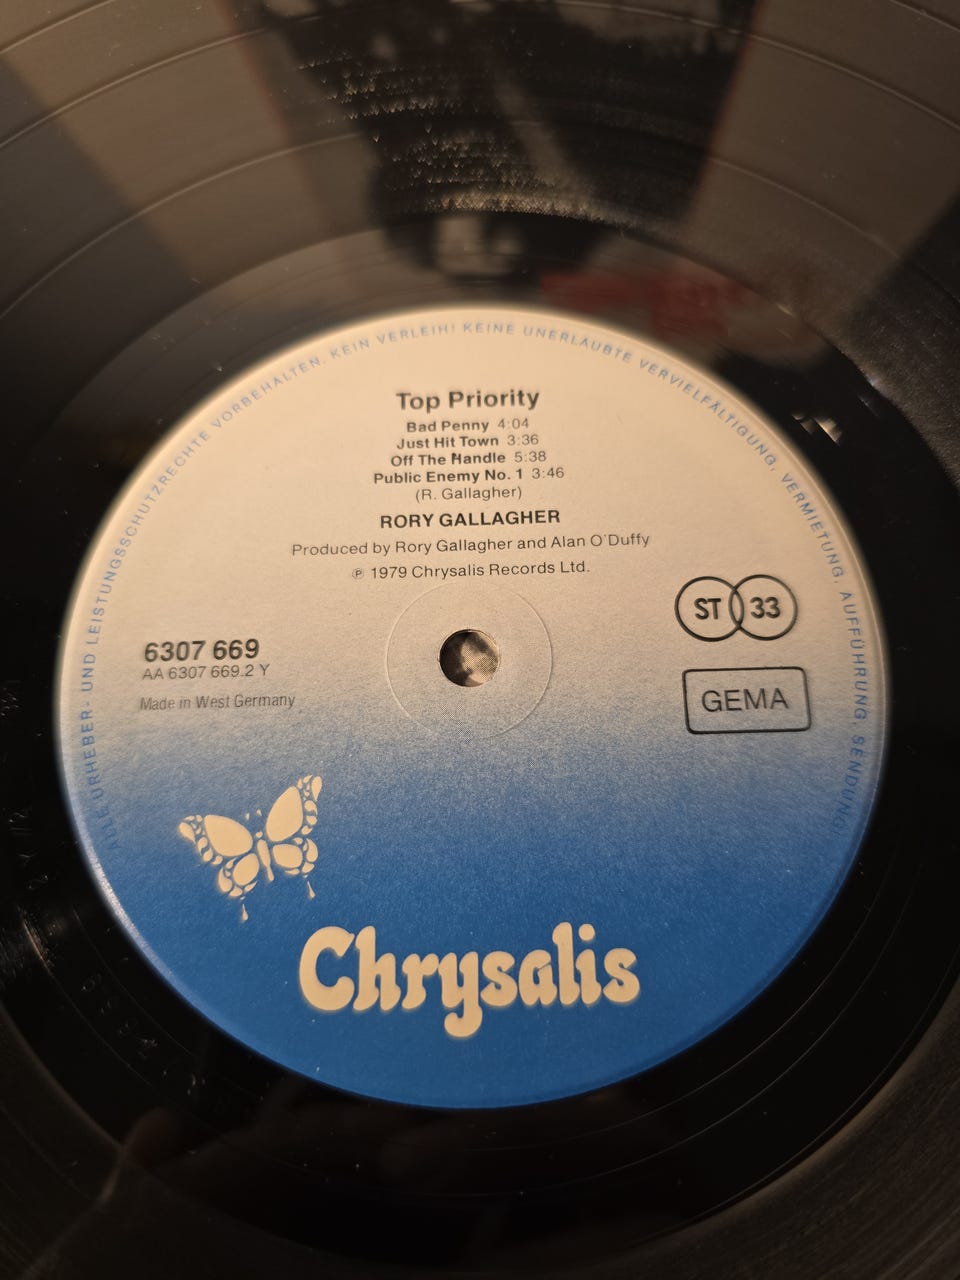 ALLE URHEBER- UND LEISTUNGSSCHUTZRECHTE VORBEHALTEN. KEIN VERLEIH! KEINE UNERLAUBTE VERVIELFÄLTIGUNG, VERMIETUNG, AUFFÜHRUNG, SENDUNG!
Top Priority
Bad Penny 4:04
Just Hit Town 3:36
Off The Handle 5:38
Public Enemy No. 1 3:46
(R. Gallagher)
RORY GALLAGHER
Produced by Rory Gallagher and Alan O'Duffy
℗ 1979 Chrysalis Records Ltd.
ST 33
6307 669
AA 6307 669.2 Y
Made in West Germany
GEMA
Chrysalis